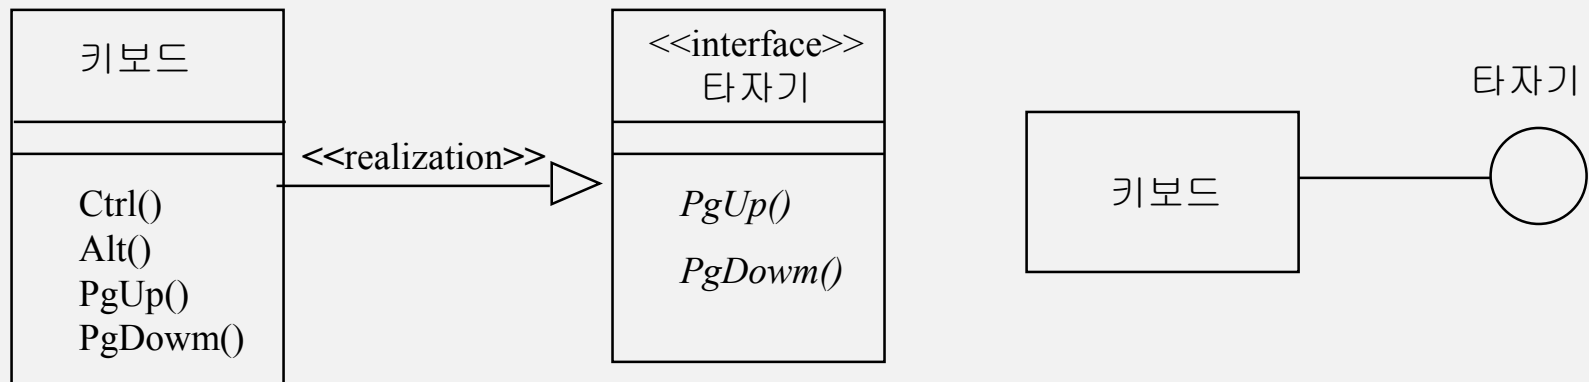 키보드
Ctrl()
Alt()
PgUp()
PgDowm()
<<realization>>
<<interface>>
타자기
PgUp()
PgDowm()
키보드
타자기